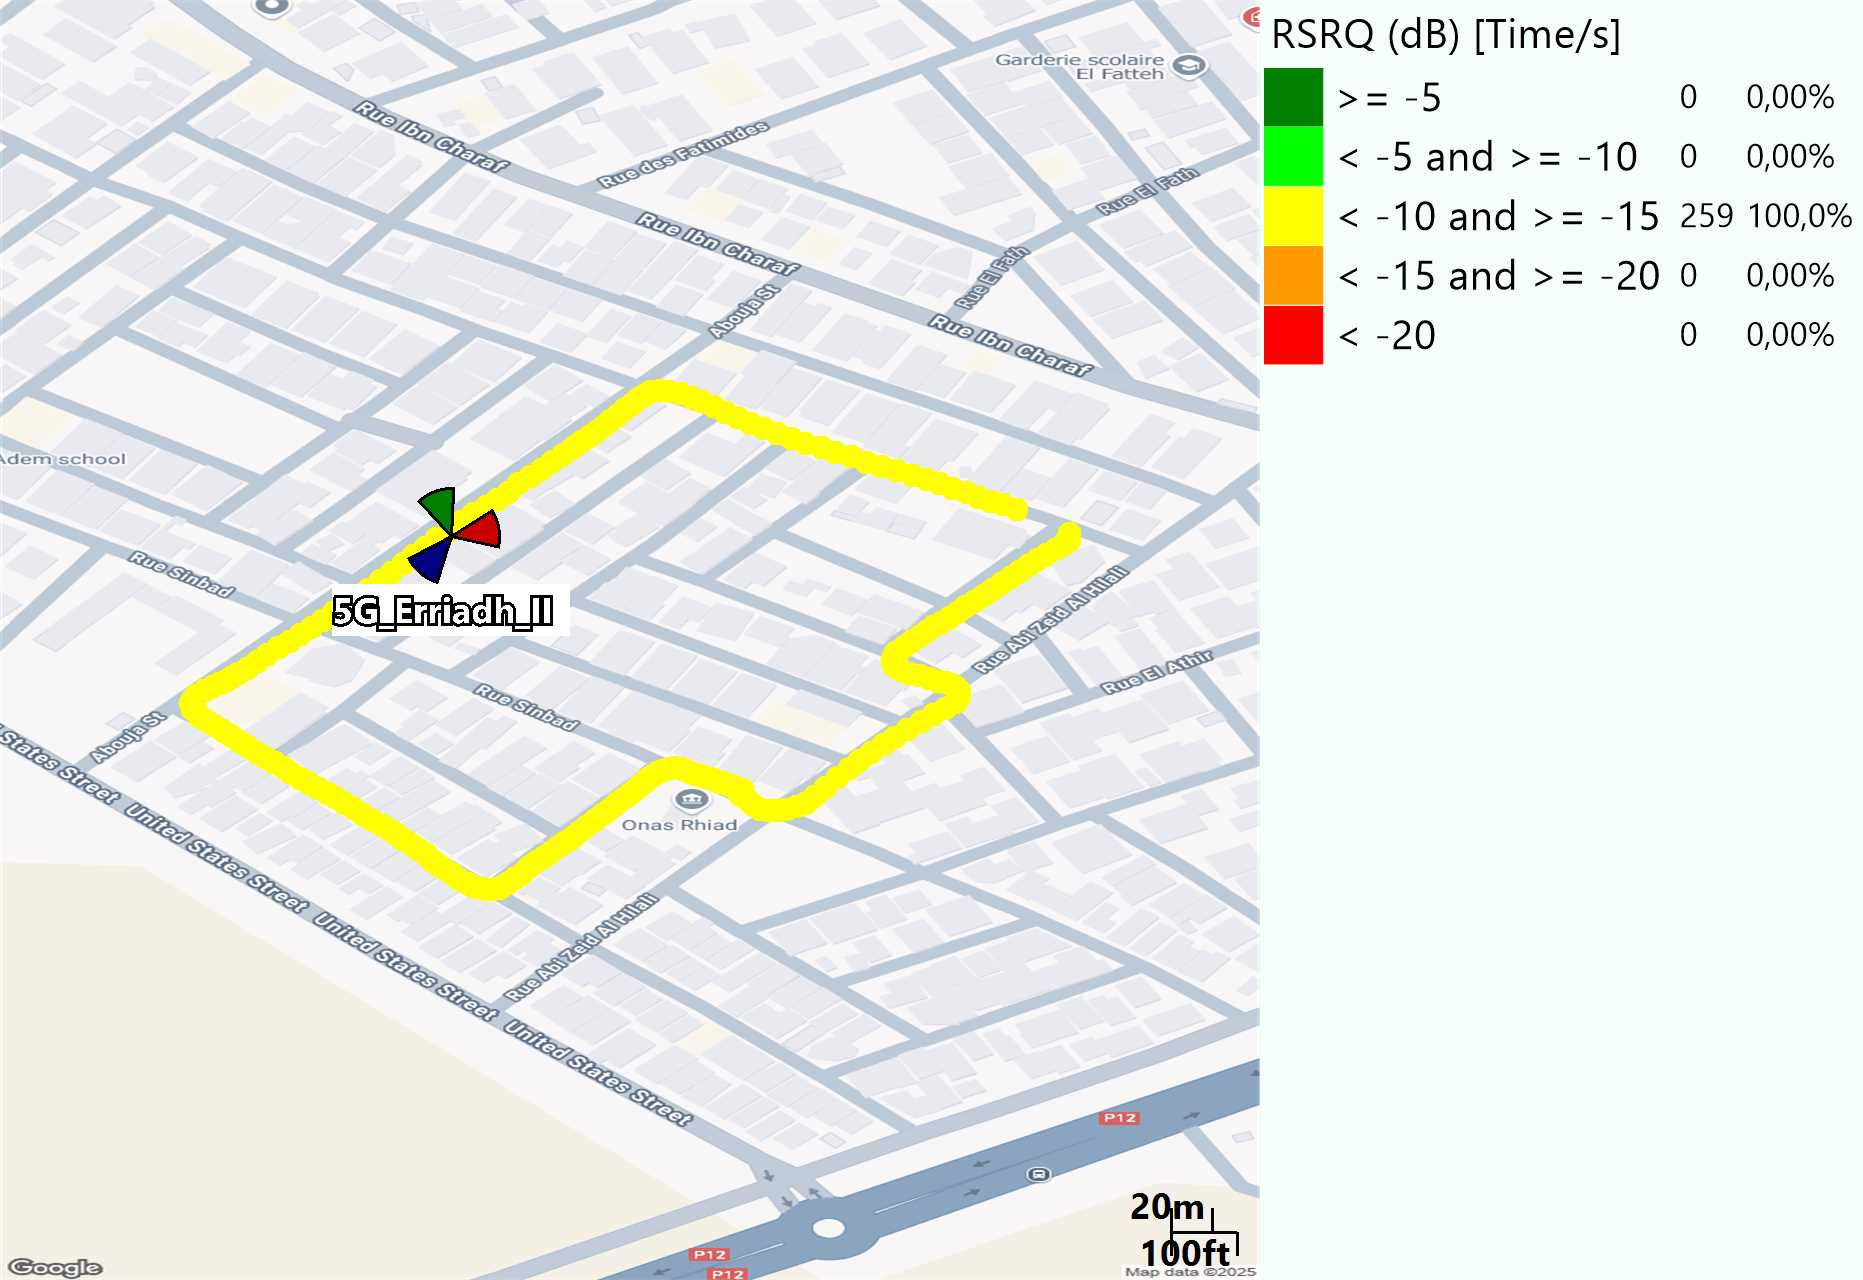 RSRQ (dB) [Time/s]
>= -5 0 0,00%
< -5 and >= -10 0 0,00%
< -10 and >= -15 259 100,0%
< -15 and >= -20 0 0,00%
< -20 0 0,00%
Garderie scolaire
El Fatteh
Rue Ibn Charaf
Rue des Fatimides
Rue El Fath
Rue Ibn Charaf
Rue El Fath
Abouja St
Rue Ibn Charaf
Adem school
Rue Sinbad
5G_Erriadh_II
Rue Abi Zeid Al Hilali
Rue El Athir
Rue Sinbad
Abouja St
States Street
United States Street
United States Street
United States Street
Onas Rhiad
Rue Abi Zeid Al Hilali
P12
P12
P12
20m
100ft
Google
Map data ©2025